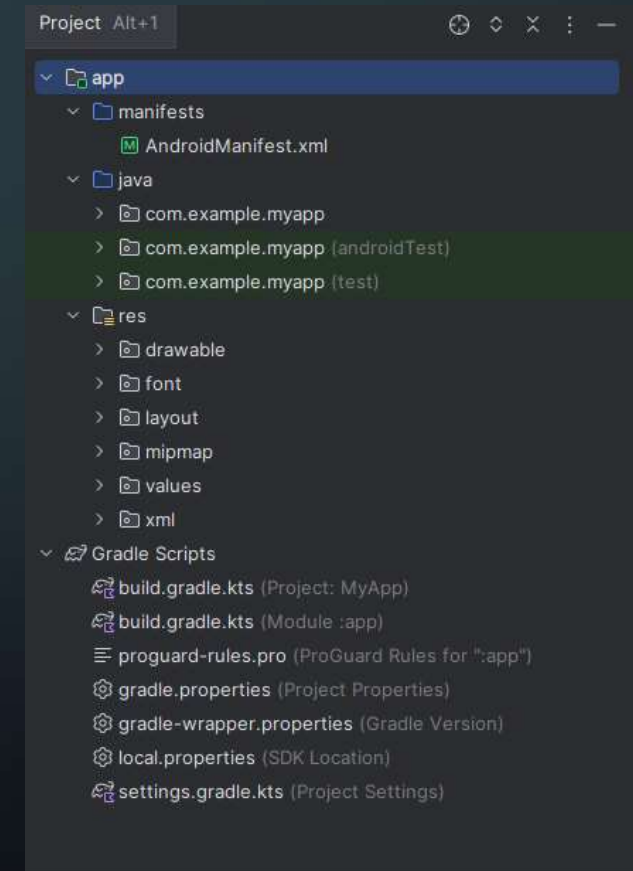 Project Alt+1
app
manifests
AndroidManifest.xml
java
com.example.myapp
com.example.myapp (androidTest)
com.example.myapp (test)
res
drawable
font
layout
mipmap
values
xml
Gradle Scripts
build.gradle.kts (Project: MyApp)
build.gradle.kts (Module :app)
proguard-rules.pro (ProGuard Rules for ":app")
gradle.properties (Project Properties)
gradle-wrapper.properties (Gradle Version)
local.properties (SDK Location)
settings.gradle.kts (Project Settings)